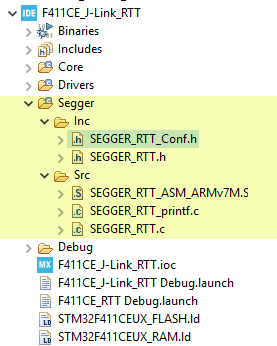 IDE F411CE_J-Link_RTT
Binaries
Includes
Core
Drivers
Segger
Inc
.h SEGGER_RTT_Conf.h
.h SEGGER_RTT.h
Src
.S SEGGER_RTT_ASM_ARMv7M.S
.c SEGGER_RTT_printf.c
.c SEGGER_RTT.c
Debug
MX F411CE_J-Link_RTT.ioc
F411CE_J-Link_RTT Debug.launch
F411CE_RTT Debug.launch
LD STM32F411CEUX_FLASH.ld
LD STM32F411CEUX_RAM.ld